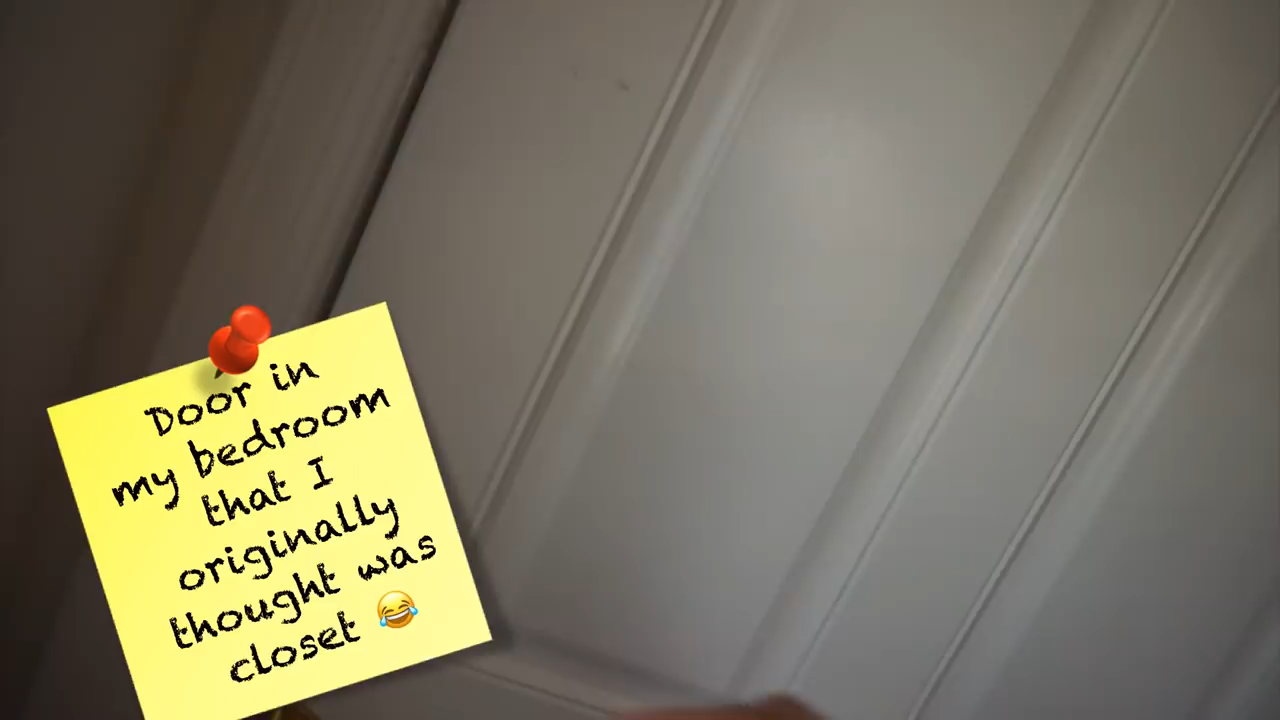 Door in
my bedroom
that I
originally
thought was
closet 😂